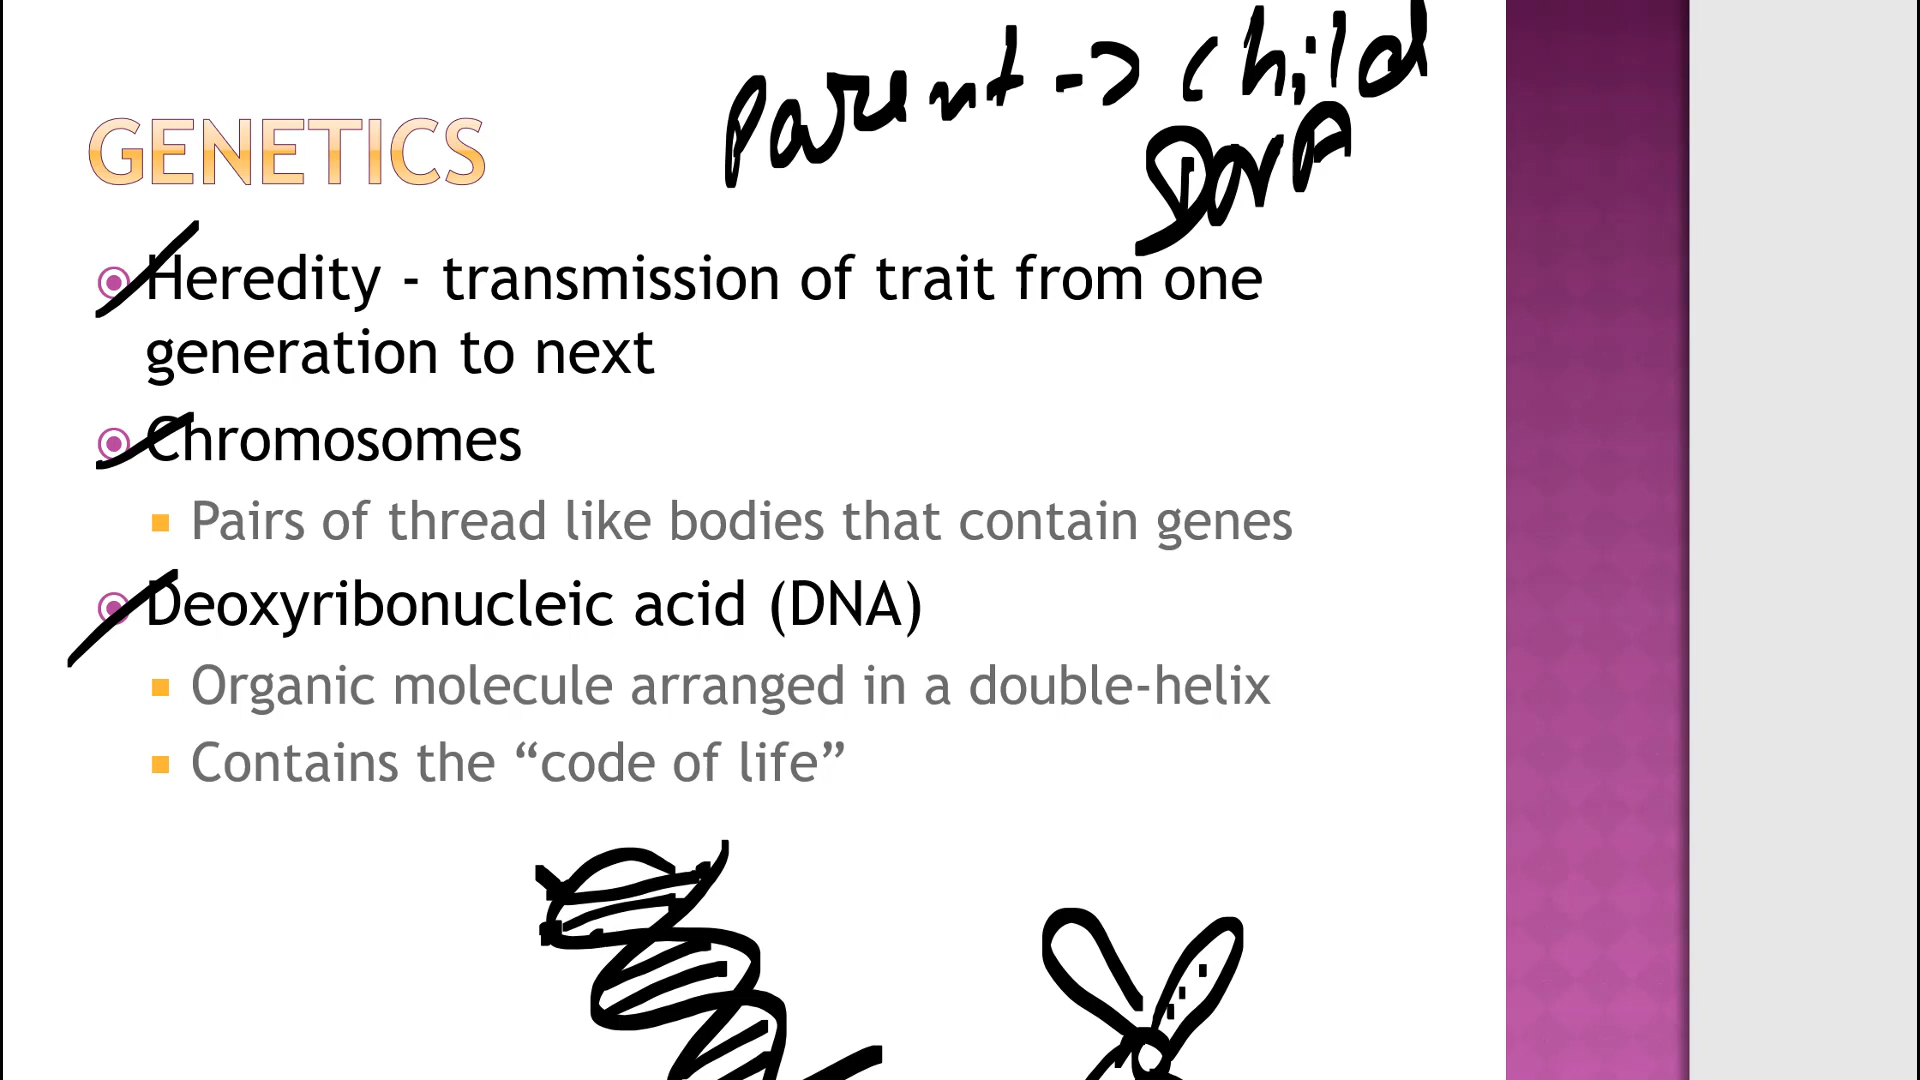 Parent -> child
DNA
GENETICS
Heredity - transmission of trait from one
generation to next
Chromosomes
Pairs of thread like bodies that contain genes
Deoxyribonucleic acid (DNA)
Organic molecule arranged in a double-helix
Contains the “code of life”